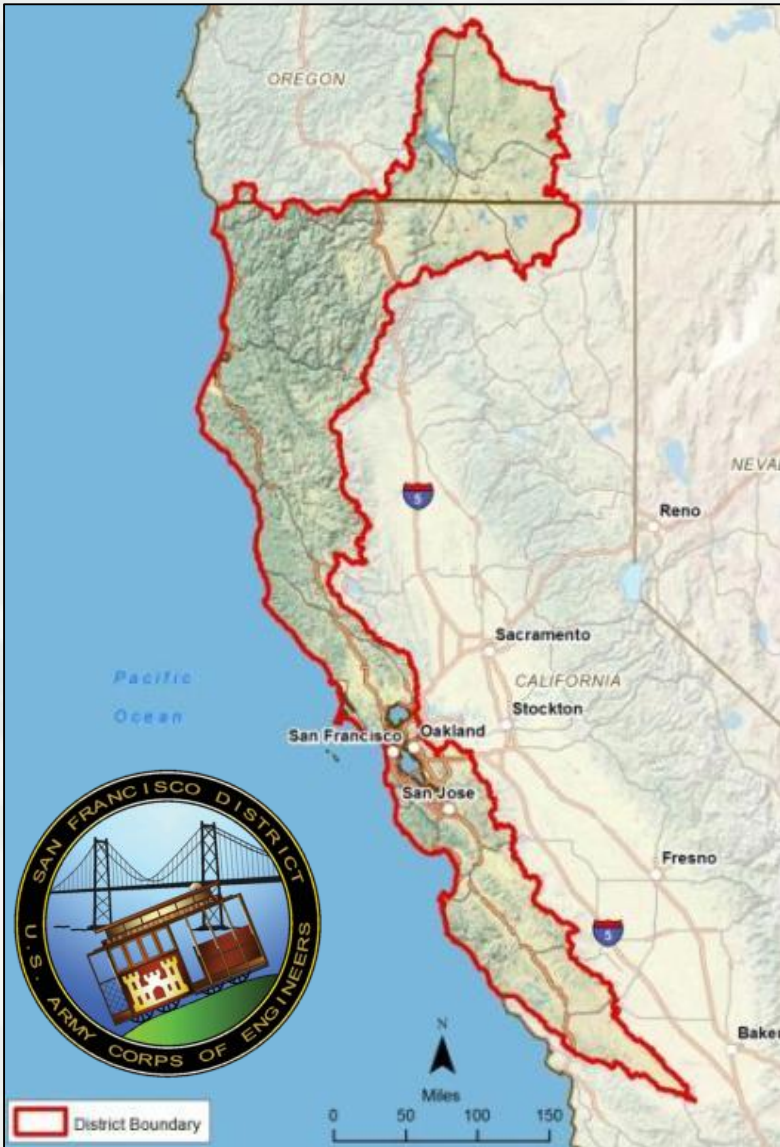 OREGON
5
NEVA
Reno
Sacramento
CALIFORNIA
Pacific
Ocean
Stockton
San Francisco
Oakland
San Jose
Fresno
5
Baker
SAN FRANCISCO DISTRICT
U.S. ARMY CORPS OF ENGINEERS
N
Miles
0 50 100 150
District Boundary